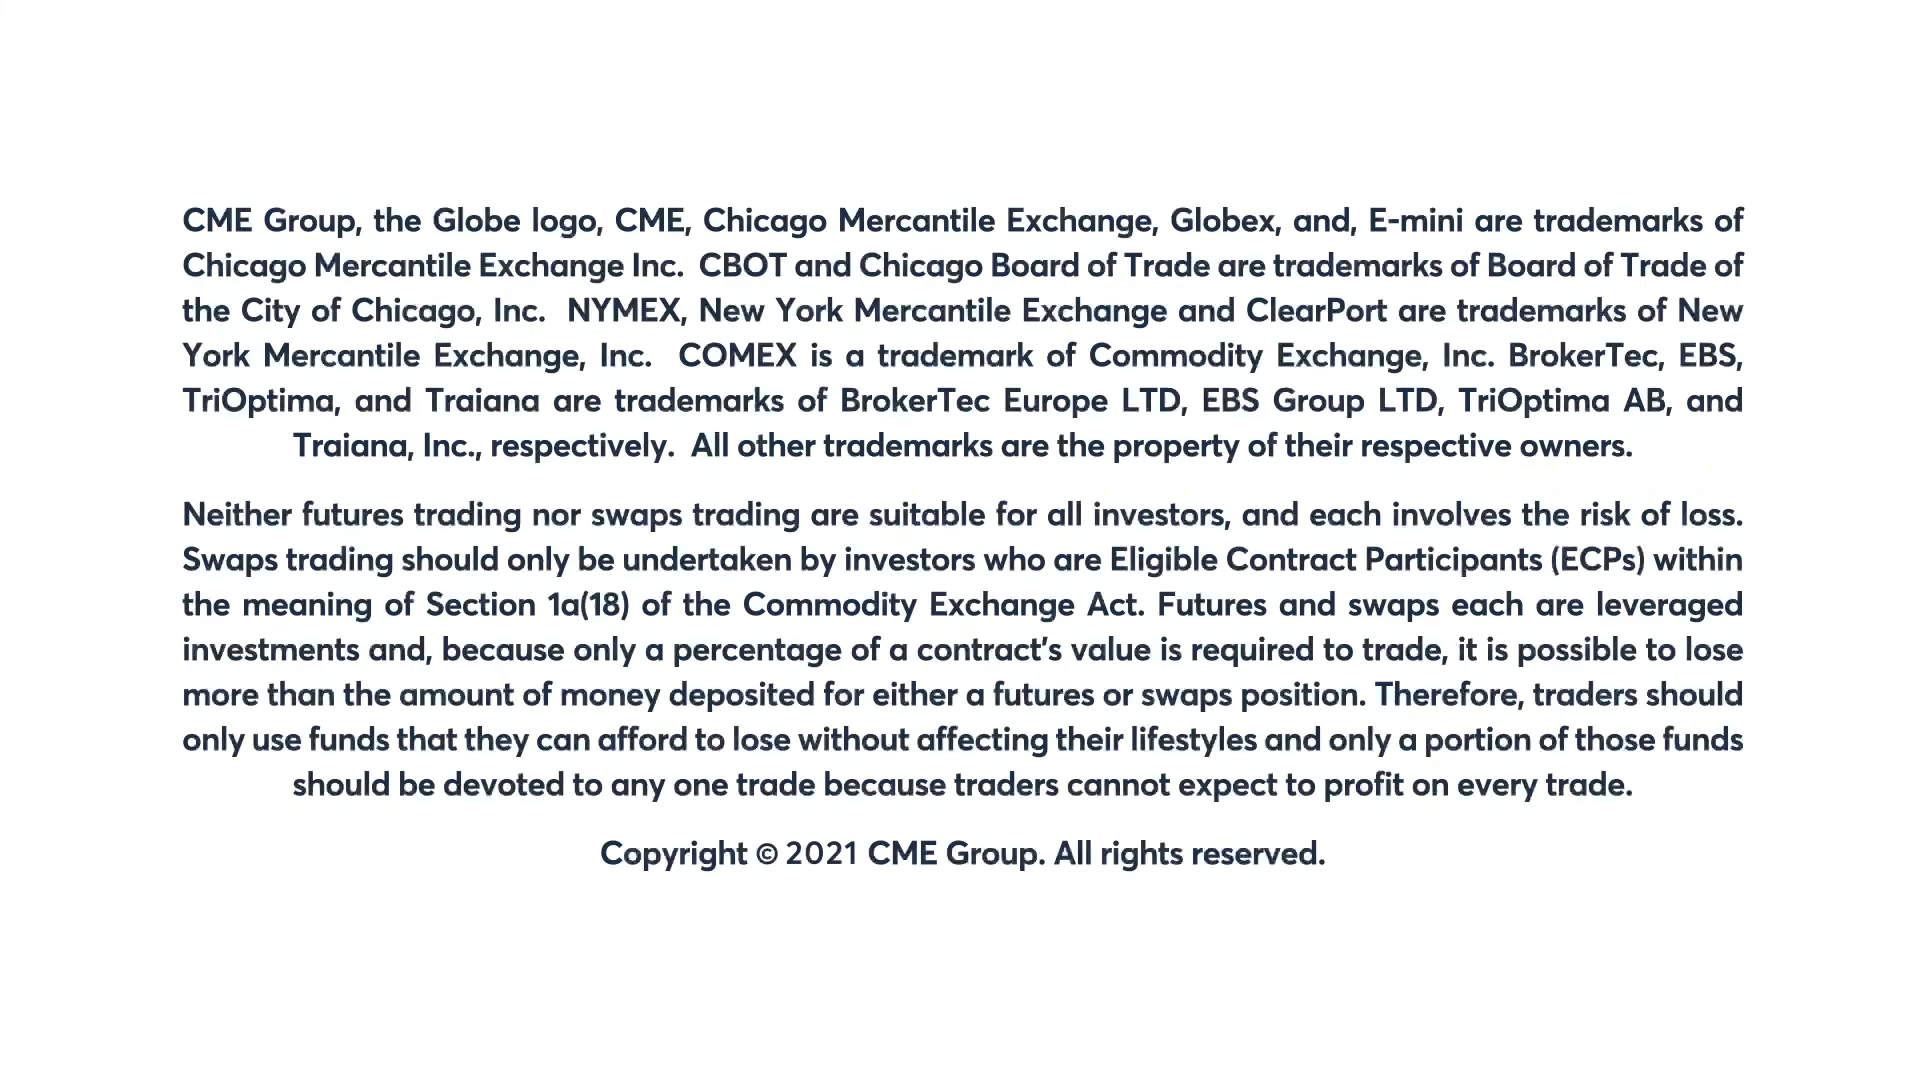 CME Group, the Globe logo, CME, Chicago Mercantile Exchange, Globex, and, E-mini are trademarks of
Chicago Mercantile Exchange Inc.  CBOT and Chicago Board of Trade are trademarks of Board of Trade of
the City of Chicago, Inc.  NYMEX, New York Mercantile Exchange and ClearPort are trademarks of New
York Mercantile Exchange, Inc.  COMEX is a trademark of Commodity Exchange, Inc. BrokerTec, EBS,
TriOptima, and Traiana are trademarks of BrokerTec Europe LTD, EBS Group LTD, TriOptima AB, and
Traiana, Inc., respectively.  All other trademarks are the property of their respective owners.
Neither futures trading nor swaps trading are suitable for all investors, and each involves the risk of loss.
Swaps trading should only be undertaken by investors who are Eligible Contract Participants (ECPs) within
the meaning of Section 1a(18) of the Commodity Exchange Act. Futures and swaps each are leveraged
investments and, because only a percentage of a contract's value is required to trade, it is possible to lose
more than the amount of money deposited for either a futures or swaps position. Therefore, traders should
only use funds that they can afford to lose without affecting their lifestyles and only a portion of those funds
should be devoted to any one trade because traders cannot expect to profit on every trade.
Copyright © 2021 CME Group. All rights reserved.